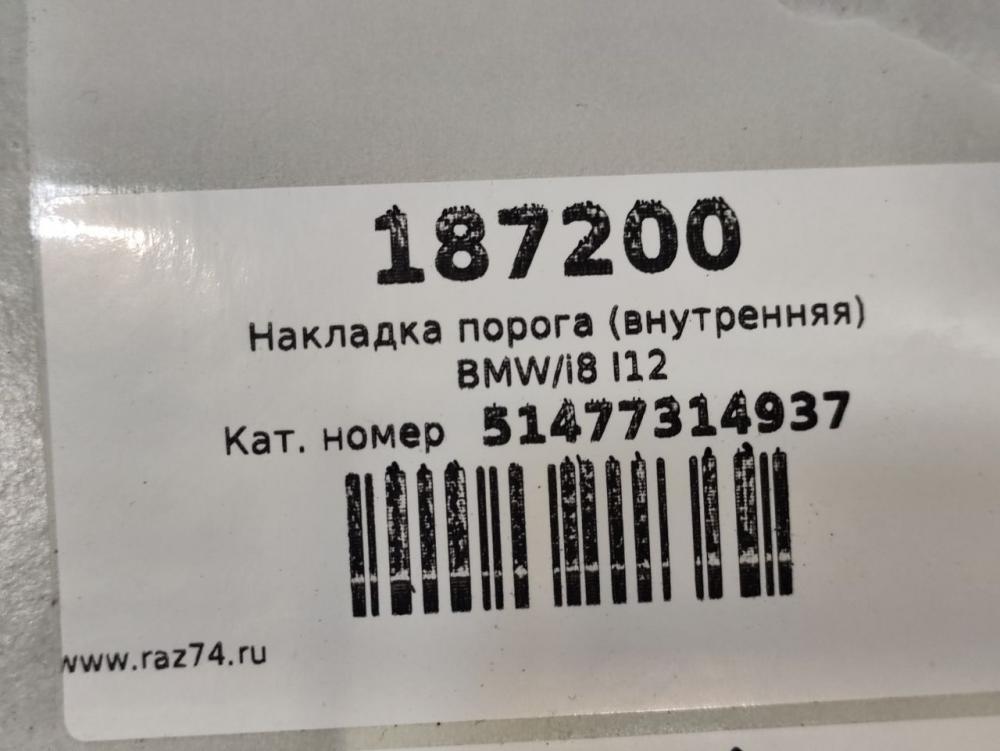 187200
Накладка порога (внутренняя)
BMW/i8 I12
Кат. номер 51477314937
www.raz74.ru